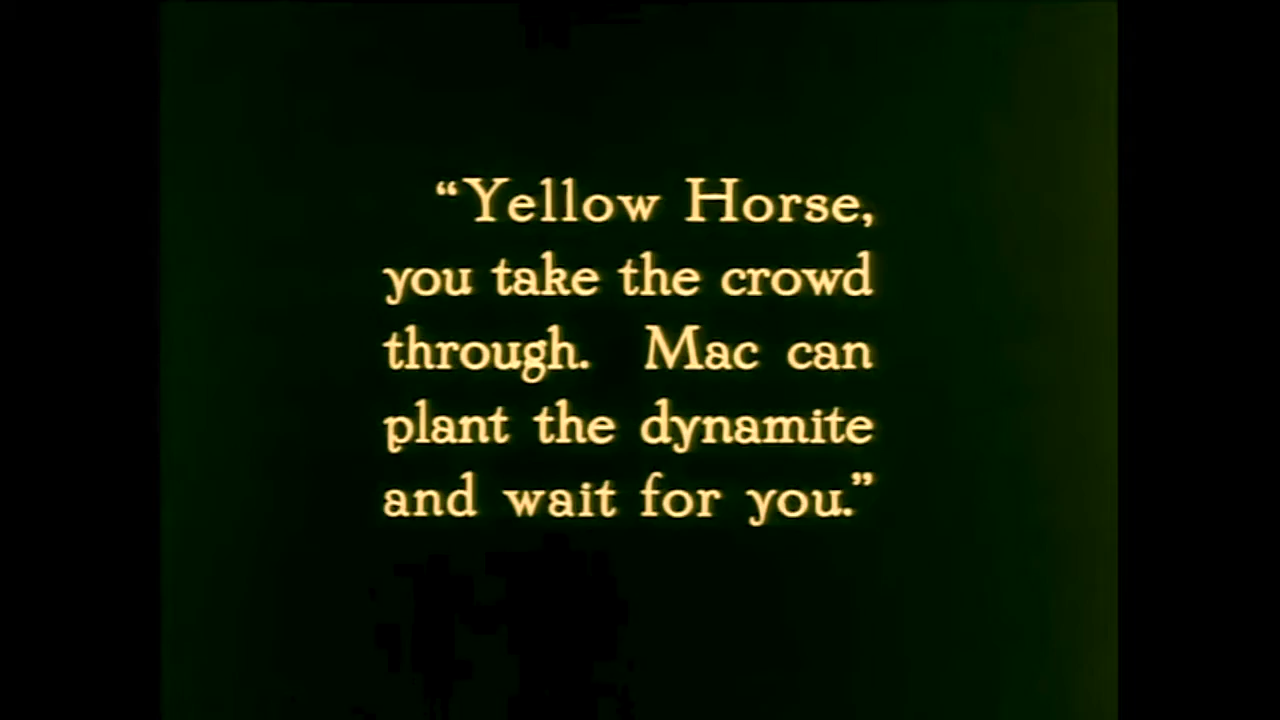 “Yellow Horse,
you take the crowd
through. Mac can
plant the dynamite
and wait for you.”